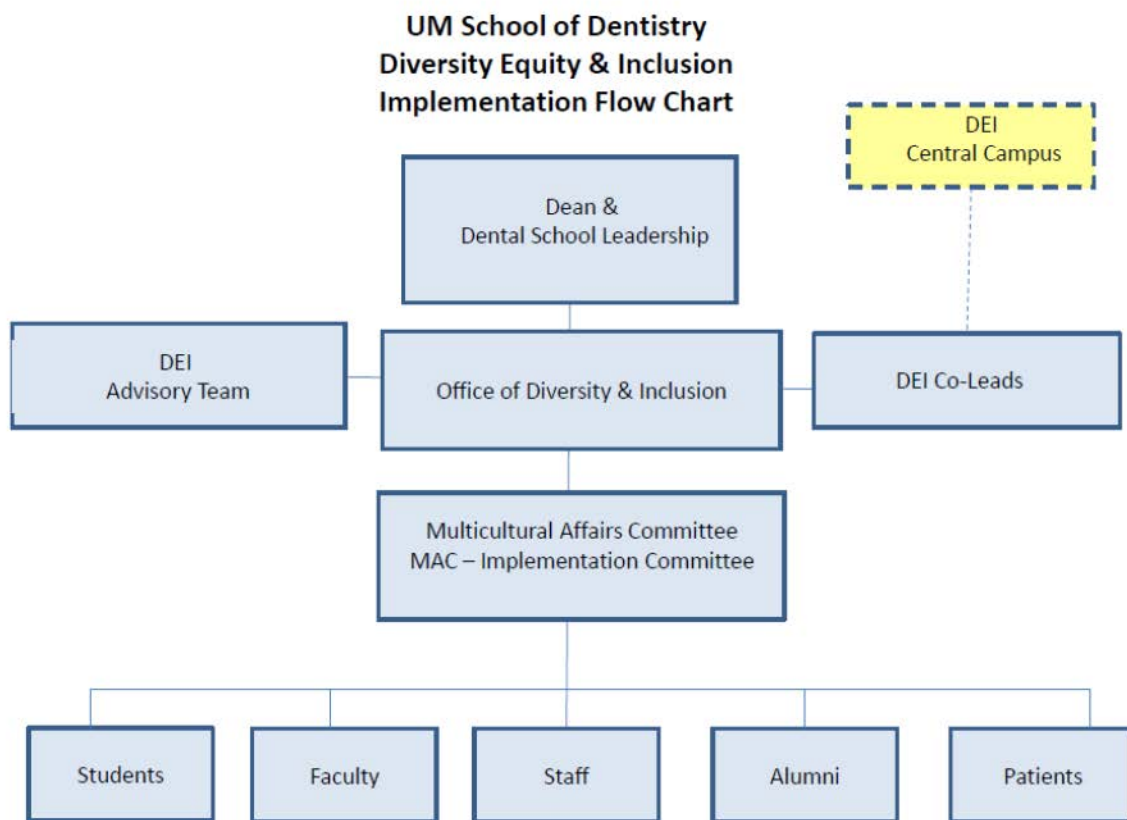 UM School of Dentistry
Diversity Equity & Inclusion
Implementation Flow Chart
DEI
Central Campus
Dean &
Dental School Leadership
DEI
Advisory Team
Office of Diversity & Inclusion
DEI Co-Leads
Multicultural Affairs Committee
MAC – Implementation Committee
Students
Faculty
Staff
Alumni
Patients